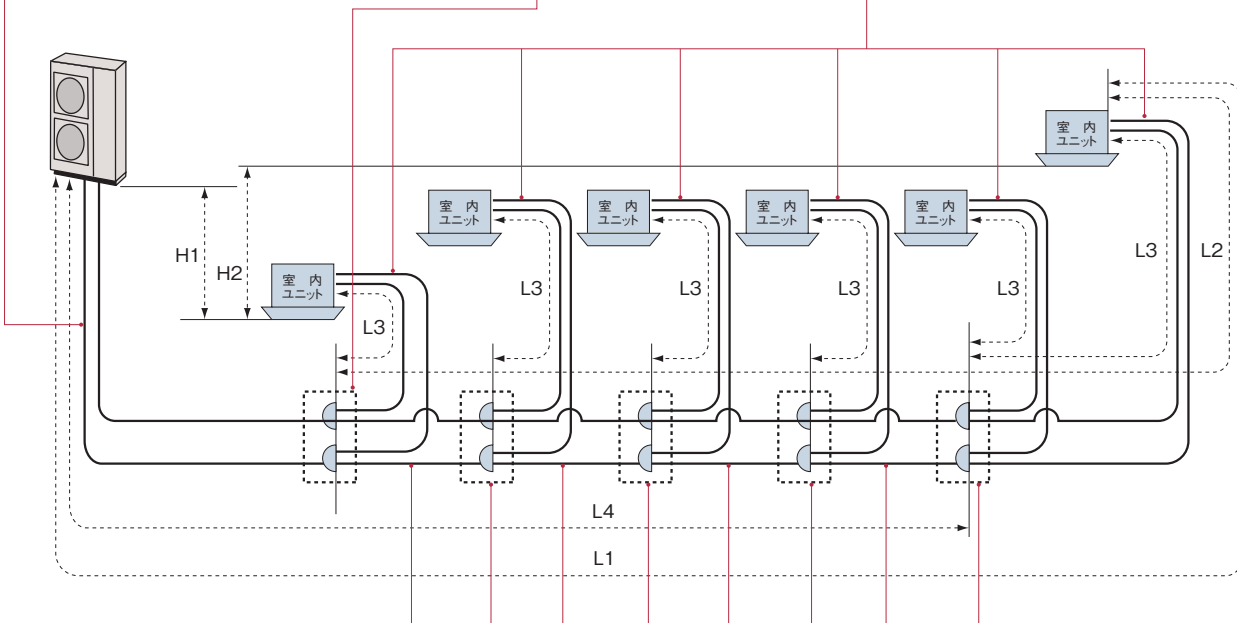 室 内
ユニット
室 内
ユニット
室 内
ユニット
室 内
ユニット
室 内
ユニット
H1
H2
室 内
ユニット
L3
L3
L3
L3
L3
L3
L2
L4
L1